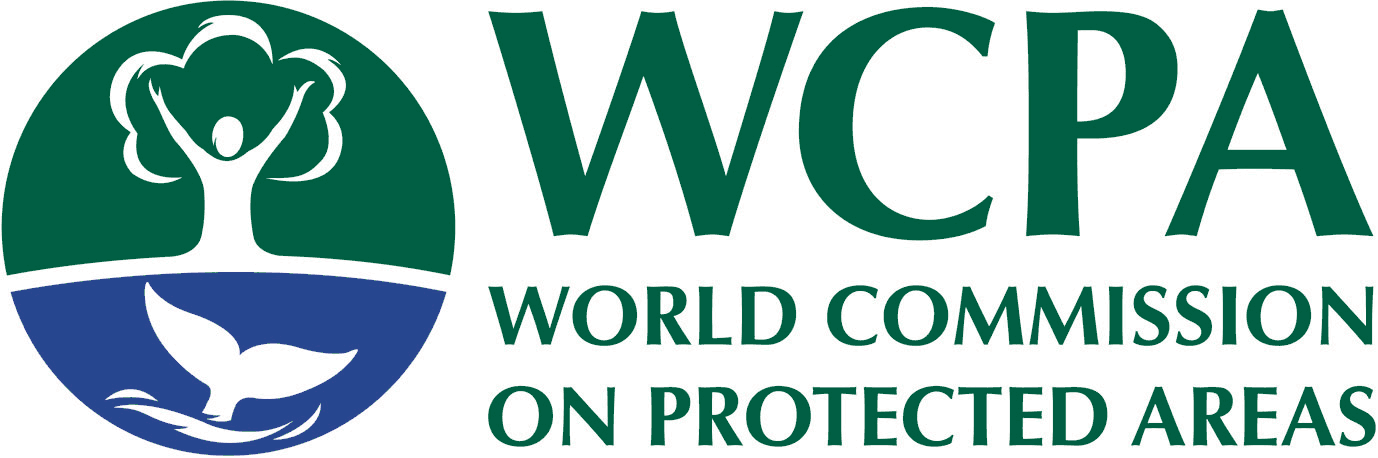 WCPA
WORLD COMMISSION
ON PROTECTED AREAS